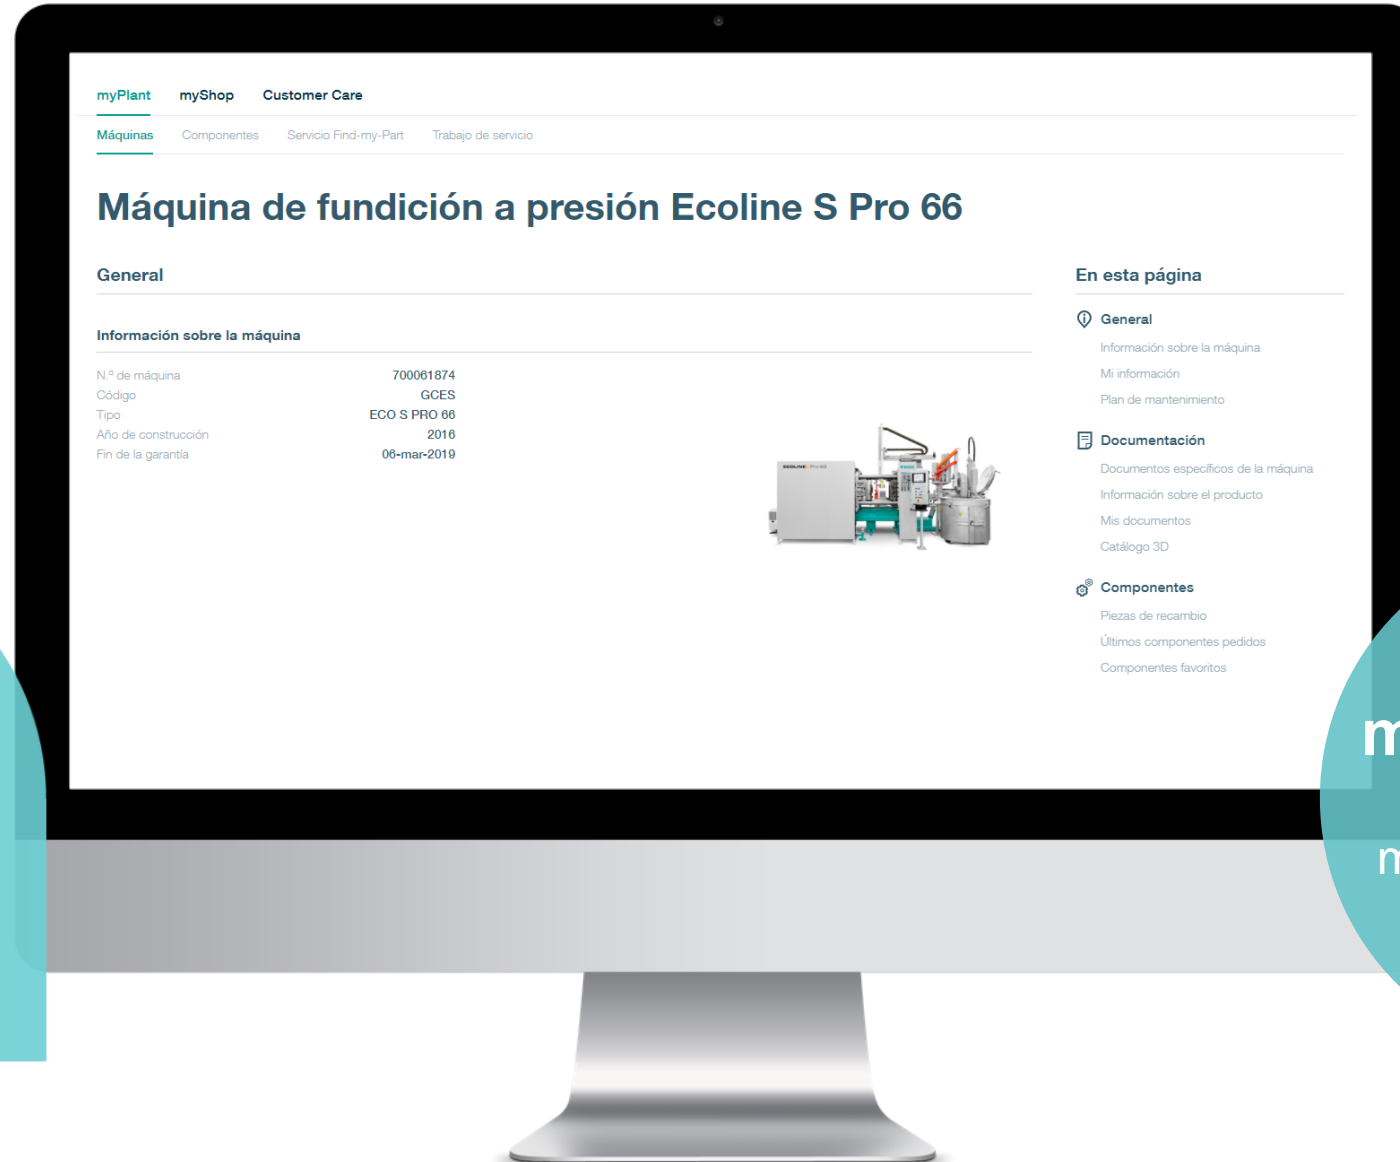 myPlant myShop Customer Care
Máquinas Componentes Servicio Find-my-Part Trabajo de servicio
Máquina de fundición a presión Ecoline S Pro 66
General
Información sobre la máquina
N.º de máquina 700061874
Código GCES
Tipo ECO S PRO 66
Año de construcción 2016
Fin de la garantía 06-mar-2019
ECOLINE S Pro 66
En esta página
General
Información sobre la máquina
Mi información
Plan de mantenimiento
Documentación
Documentos específicos de la máquina
Información sobre el producto
Mis documentos
Catálogo 3D
Componentes
Piezas de recambio
Últimos componentes pedidos
Componentes favoritos